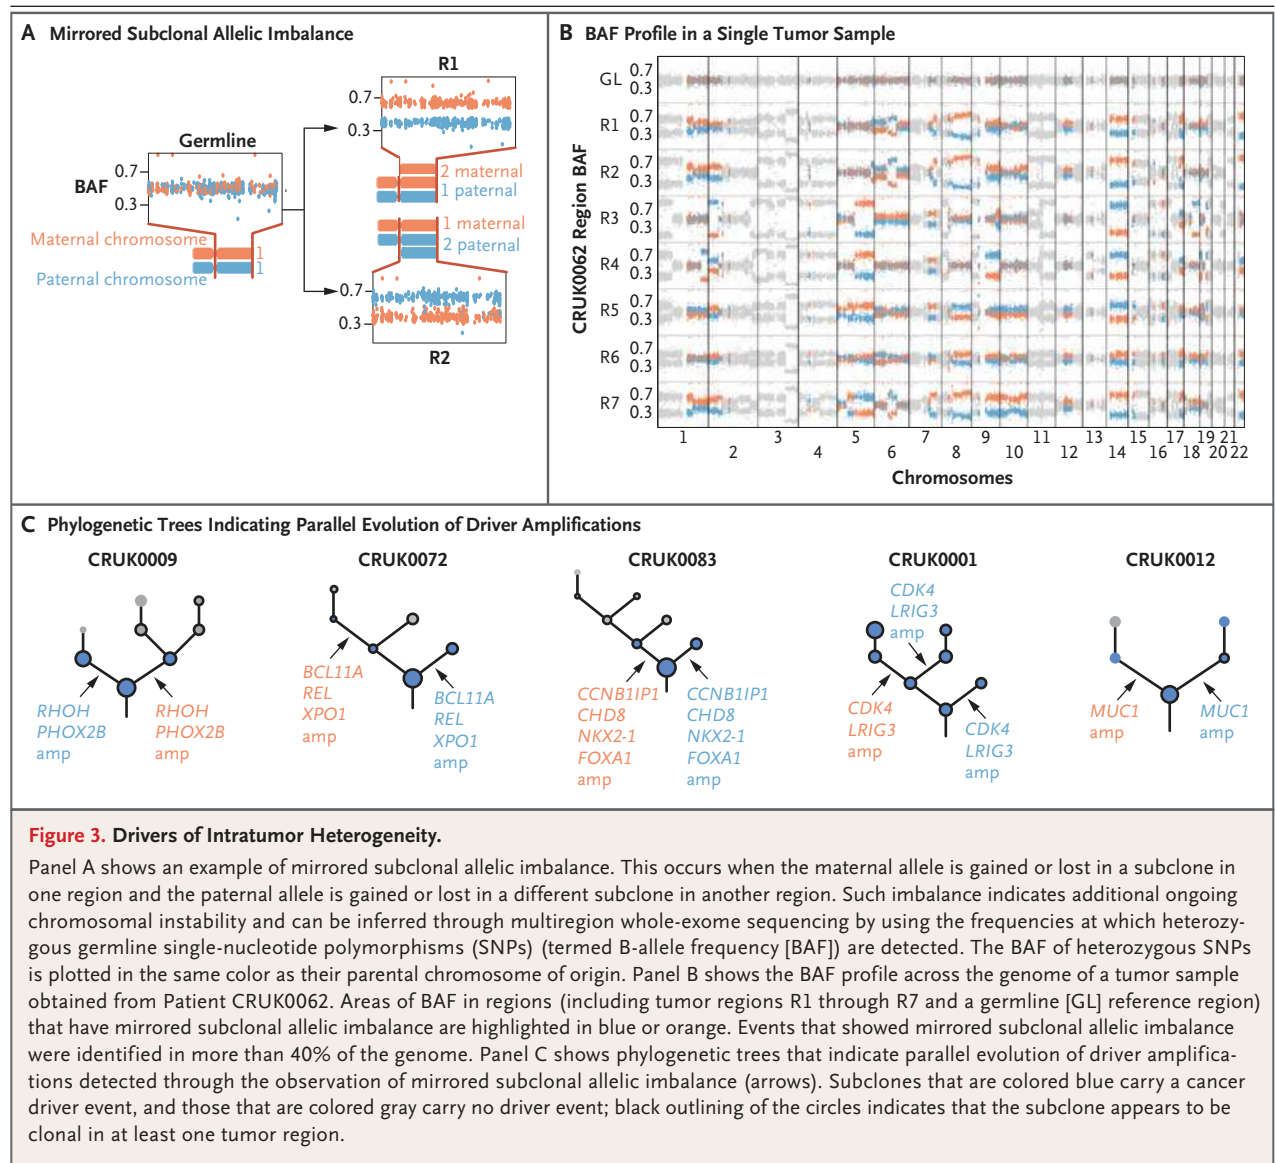 A Mirrored Subclonal Allelic Imbalance
R1
0.7
0.3
Germline
BAF
0.7
0.3
2 maternal
1 paternal
Maternal chromosome
1
Paternal chromosome
1
1 maternal
2 paternal
0.7
0.3
R2
B BAF Profile in a Single Tumor Sample
CRUK0062 Region BAF
GL 0.7
0.3
R1 0.7
0.3
R2 0.7
0.3
R3 0.7
0.3
R4 0.7
0.3
R5 0.7
0.3
R6 0.7
0.3
R7 0.7
0.3
1 3 5 7 9 11 13 15 17 19 21
2 4 6 8 10 12 14 16 18 20 22
Chromosomes
C Phylogenetic Trees Indicating Parallel Evolution of Driver Amplifications
CRUK0009
RHOH
PHOX2B
amp
RHOH
PHOX2B
amp
CRUK0072
BCL11A
REL
XPO1
amp
BCL11A
REL
XPO1
amp
CRUK0083
CCNB1IP1
CHD8
NKX2-1
FOXA1
amp
CCNB1IP1
CHD8
NKX2-1
FOXA1
amp
CRUK0001
CDK4
LRIG3
amp
CDK4
LRIG3
amp
CDK4
LRIG3
amp
CRUK0012
MUC1
amp
MUC1
amp
Figure 3. Drivers of Intratumor Heterogeneity.
Panel A shows an example of mirrored subclonal allelic imbalance. This occurs when the maternal allele is gained or lost in a subclone in
one region and the paternal allele is gained or lost in a different subclone in another region. Such imbalance indicates additional ongoing
chromosomal instability and can be inferred through multiregion whole-exome sequencing by using the frequencies at which heterozy-
gous germline single-nucleotide polymorphisms (SNPs) (termed B-allele frequency [BAF]) are detected. The BAF of heterozygous SNPs
is plotted in the same color as their parental chromosome of origin. Panel B shows the BAF profile across the genome of a tumor sample
obtained from Patient CRUK0062. Areas of BAF in regions (including tumor regions R1 through R7 and a germline [GL] reference region)
that have mirrored subclonal allelic imbalance are highlighted in blue or orange. Events that showed mirrored subclonal allelic imbalance
were identified in more than 40% of the genome. Panel C shows phylogenetic trees that indicate parallel evolution of driver amplifica-
tions detected through the observation of mirrored subclonal allelic imbalance (arrows). Subclones that are colored blue carry a cancer
driver event, and those that are colored gray carry no driver event; black outlining of the circles indicates that the subclone appears to be
clonal in at least one tumor region.